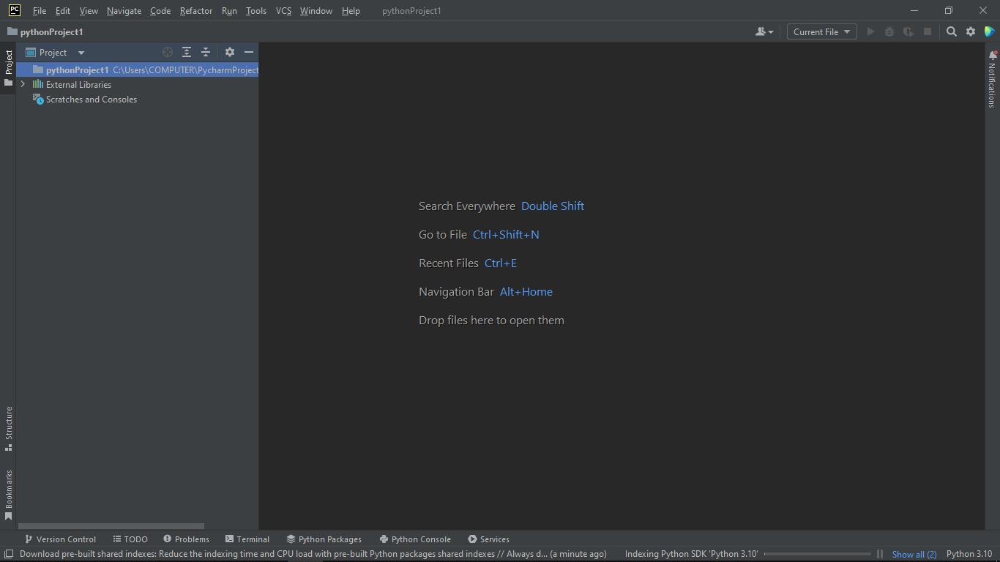 PC File Edit View Navigate Code Refactor Run Tools VCS Window Help pythonProject1
pythonProject1 Current File
Project
Project
pythonProject1 C:\Users\COMPUTER\PycharmProject
External Libraries
Scratches and Consoles
Search Everywhere Double Shift
Go to File Ctrl+Shift+N
Recent Files Ctrl+E
Navigation Bar Alt+Home
Drop files here to open them
Notifications
Structure
Bookmarks
Version Control TODO Problems Terminal Python Packages Python Console Services
Download pre-built shared indexes: Reduce the indexing time and CPU load with pre-built Python packages shared indexes // Always d... (a minute ago) Indexing Python SDK 'Python 3.10' Show all (2) Python 3.10